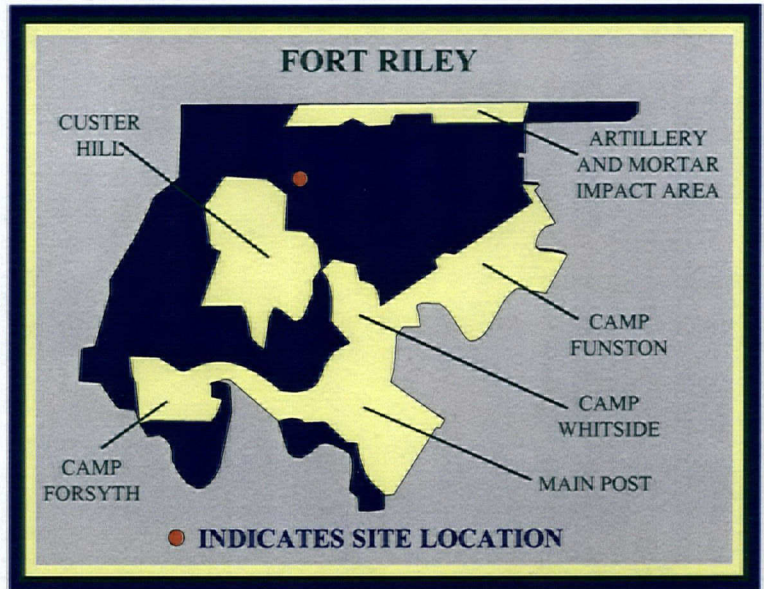 FORT RILEY
CUSTER
HILL
ARTILLERY
AND MORTAR
IMPACT AREA
CAMP
FUNSTON
CAMP
WHITSIDE
CAMP
FORSYTH
MAIN POST
INDICATES SITE LOCATION